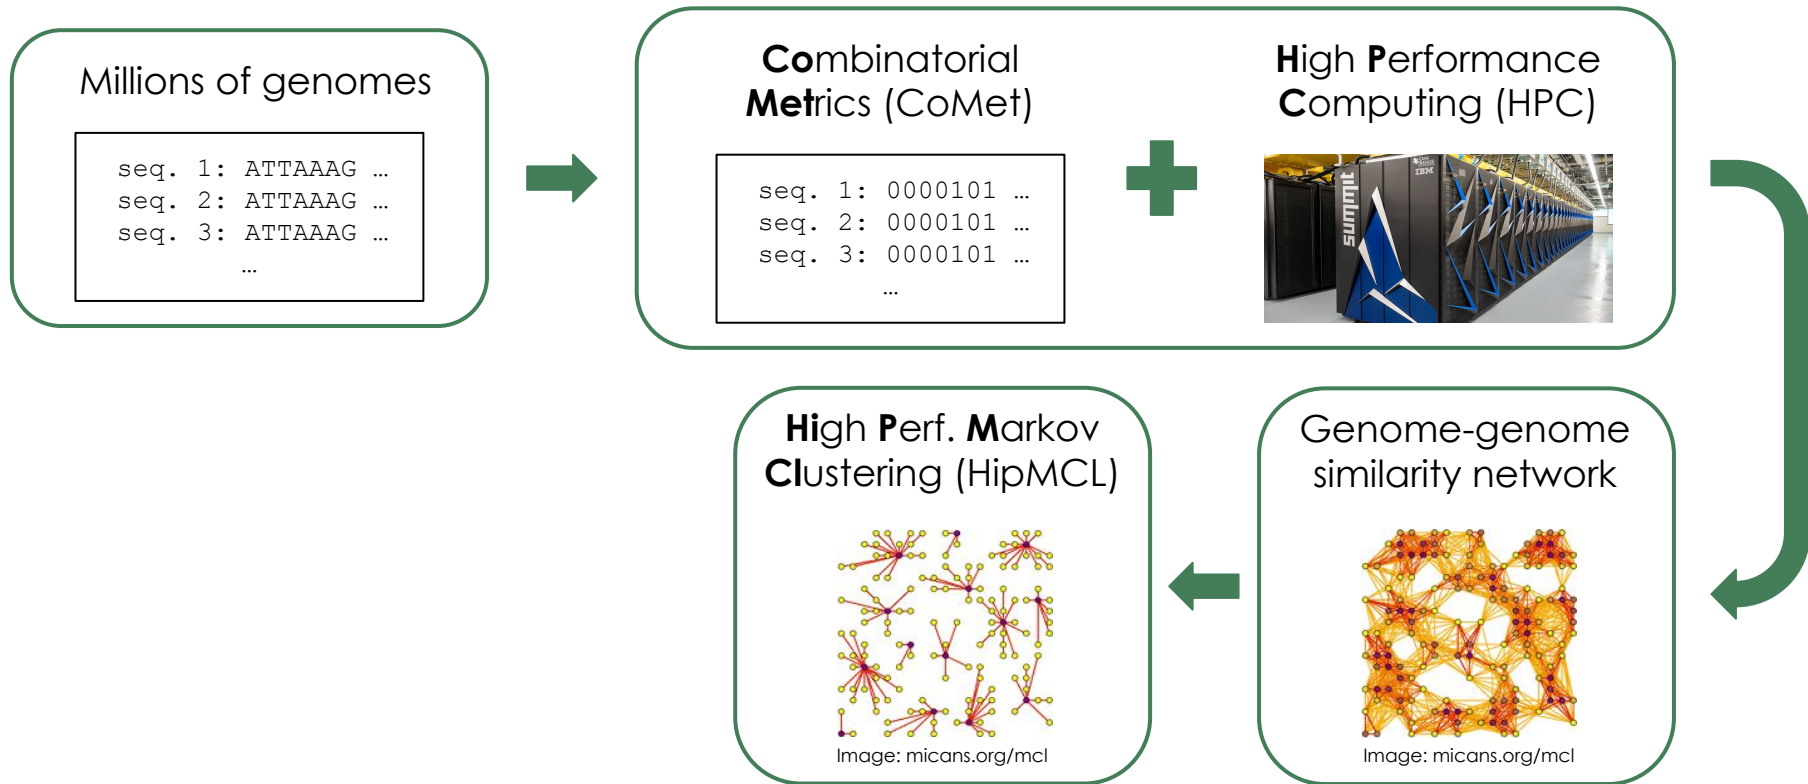 Millions of genomes
seq. 1: ATTAAAG …
seq. 2: ATTAAAG …
seq. 3: ATTAAAG …
…
Combinatorial
Metrics (CoMet)
seq. 1: 0000101 …
seq. 2: 0000101 …
seq. 3: 0000101 …
…
High Performance
Computing (HPC)
summit
OAK RIDGE
IBM
High Perf. Markov
Clustering (HipMCL)
Image: micans.org/mcl
Genome-genome
similarity network
Image: micans.org/mcl